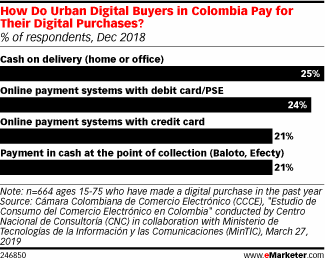 How Do Urban Digital Buyers in Colombia Pay for
Their Digital Purchases?
% of respondents, Dec 2018
Cash on delivery (home or office)
25%
Online payment systems with debit card/PSE
24%
Online payment systems with credit card
21%
Payment in cash at the point of collection (Baloto, Efecty)
21%
Note: n=664 ages 15-75 who have made a digital purchase in the past year
Source: Cámara Colombiana de Comercio Electrónico (CCCE), "Estudio de
Consumo del Comercio Electrónico en Colombia" conducted by Centro
Nacional de Consultoría (CNC) in collaboration with Ministerio de
Tecnologías de la Información y las Comunicaciones (MinTIC), March 27,
2019
246850
www.eMarketer.com